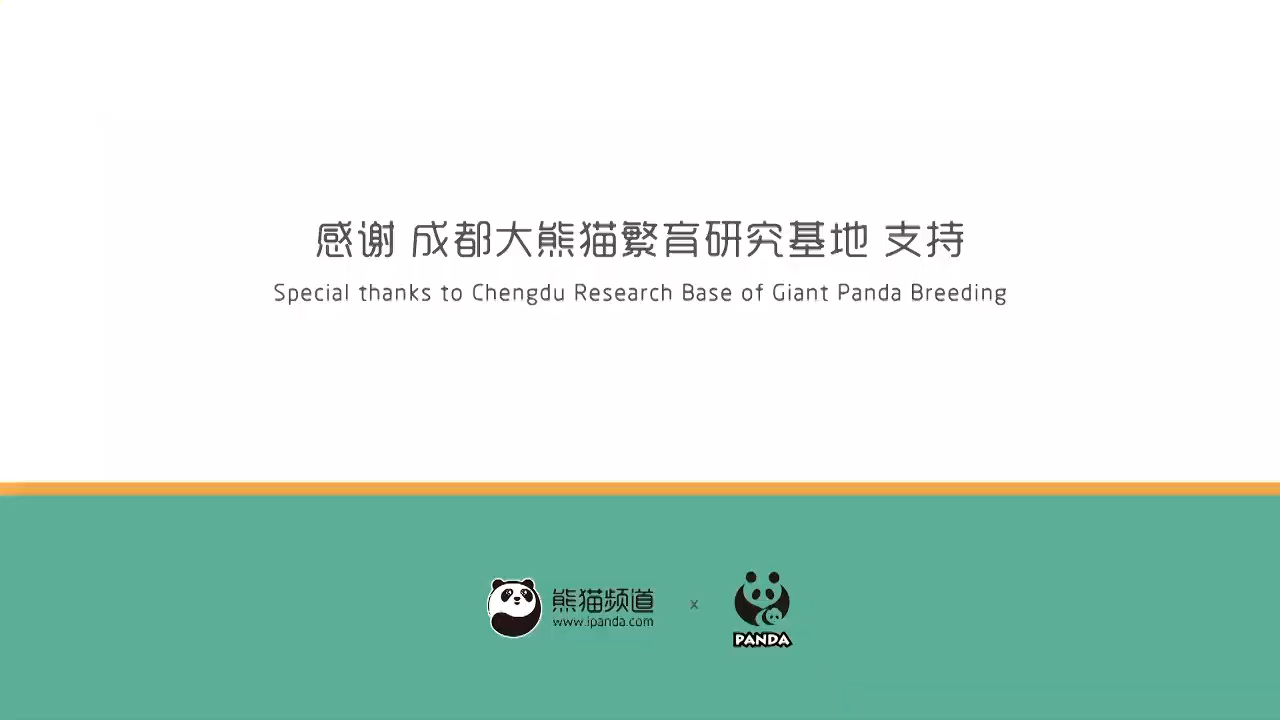 感谢 成都大熊猫繁育研究基地 支持
Special thanks to Chengdu Research Base of Giant Panda Breeding
熊猫频道
www.ipanda.com
x
PANDA